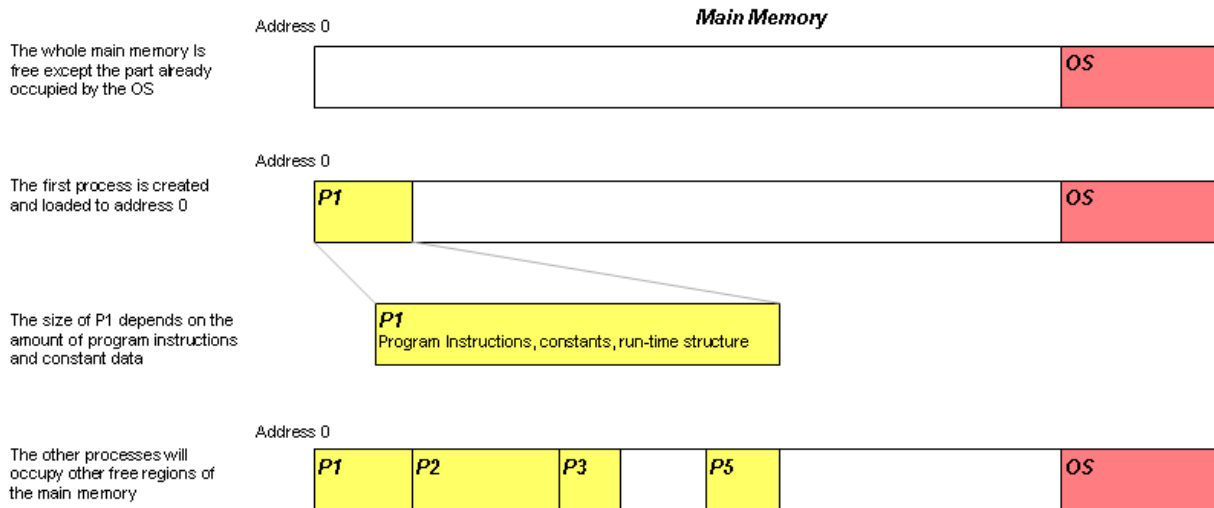 Main Memory
Address 0
The whole main memory is
free except the part already
occupied by the OS
OS
Address 0
The first process is created
and loaded to address 0
P1
OS
The size of P1 depends on the
amount of program instructions
and constant data
P1
Program Instructions, constants, run-time structure
Address 0
The other processes will
occupy other free regions of
the main memory
P1
P2
P3
P5
OS